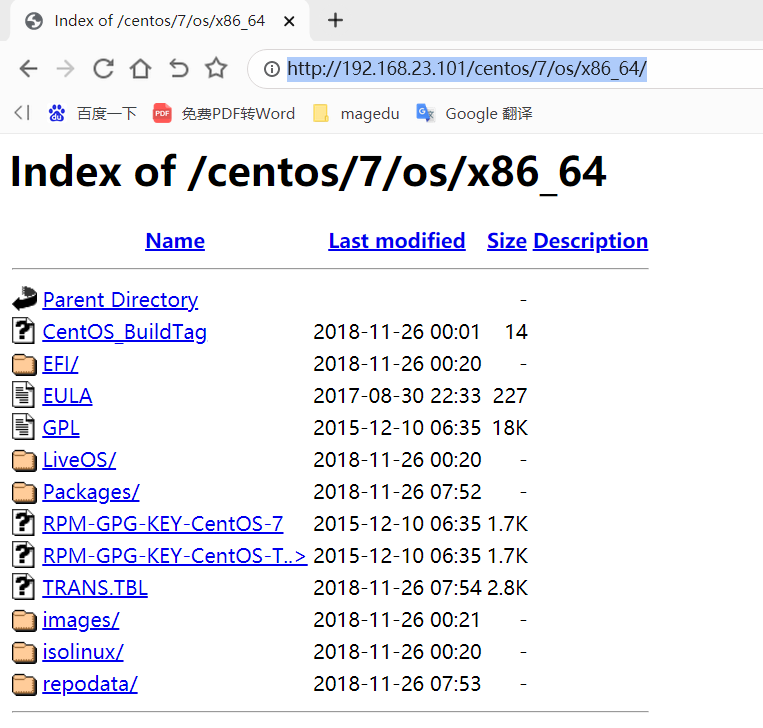 Index of /centos/7/os/x86_64
http://192.168.23.101/centos/7/os/x86_64/
百度一下 PDF 免费PDF转Word magedu G Google 翻译
Index of /centos/7/os/x86_64
Name Last modified Size Description
Parent Directory -
CentOS_BuildTag 2018-11-26 00:01 14
EFI/ 2018-11-26 00:20 -
EULA 2017-08-30 22:33 227
GPL 2015-12-10 06:35 18K
LiveOS/ 2018-11-26 00:20 -
Packages/ 2018-11-26 07:52 -
RPM-GPG-KEY-CentOS-7 2015-12-10 06:35 1.7K
RPM-GPG-KEY-CentOS-T..> 2015-12-10 06:35 1.7K
TRANS.TBL 2018-11-26 07:54 2.8K
images/ 2018-11-26 00:21 -
isolinux/ 2018-11-26 00:20 -
repodata/ 2018-11-26 07:53 -